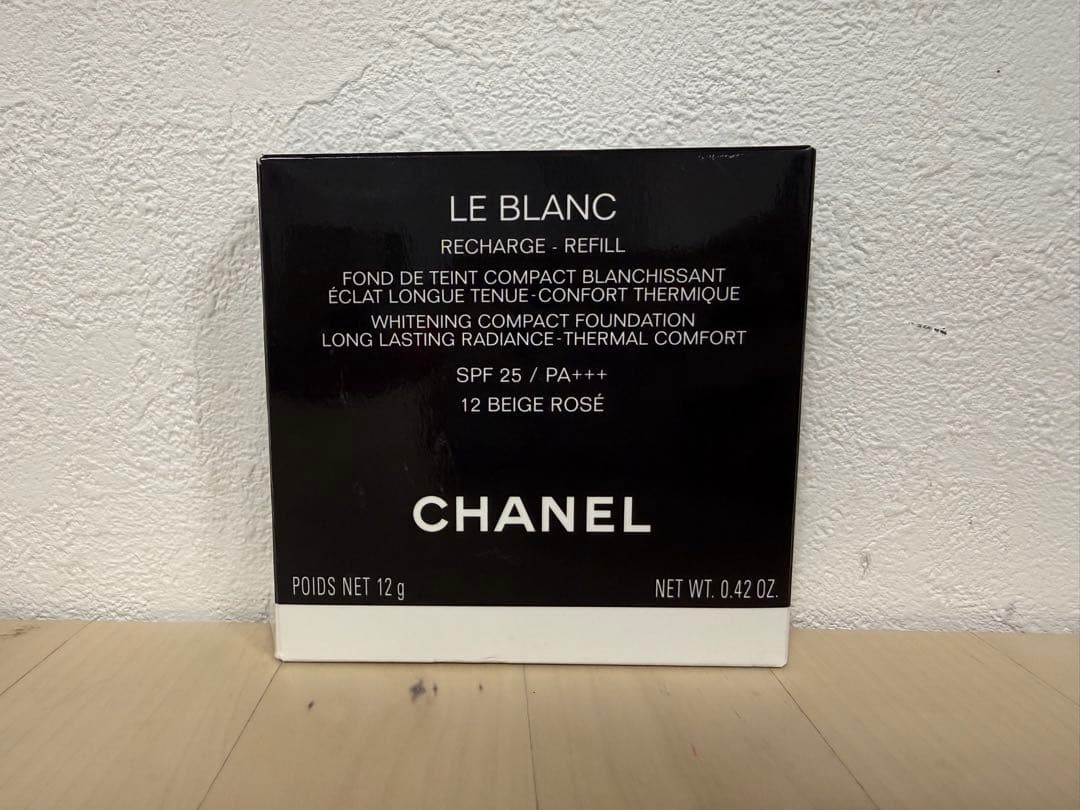 LE BLANC
RECHARGE - REFILL
FOND DE TEINT COMPACT BLANCHISSANT
ÉCLAT LONGUE TENUE-CONFORT THERMIQUE
WHITENING COMPACT FOUNDATION
LONG LASTING RADIANCE-THERMAL COMFORT
SPF 25 / PA+++
12 BEIGE ROSÉ
CHANEL
POIDS NET 12 g
NET WT. 0.42 OZ.